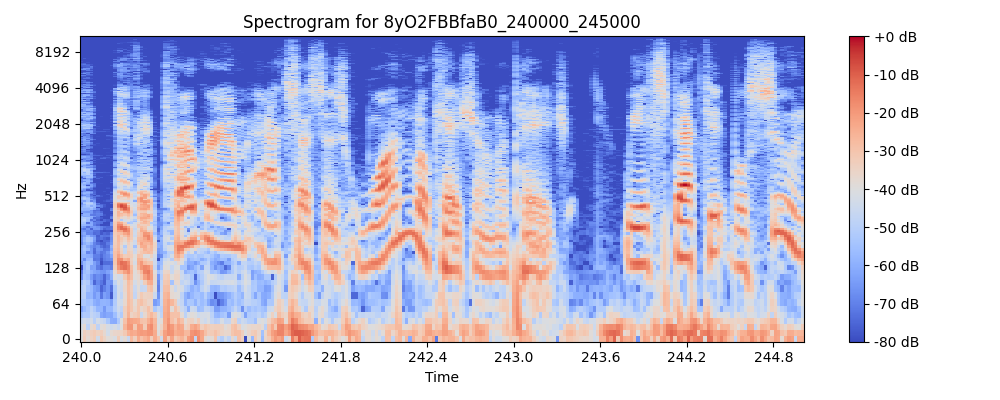 Spectrogram for 8yO2FBBfaB0_240000_245000
Hz
8192
4096
2048
1024
512
256
128
64
0
240.0 240.6 241.2 241.8 242.4 243.0 243.6 244.2 244.8
Time
+0 dB
-10 dB
-20 dB
-30 dB
-40 dB
-50 dB
-60 dB
-70 dB
-80 dB